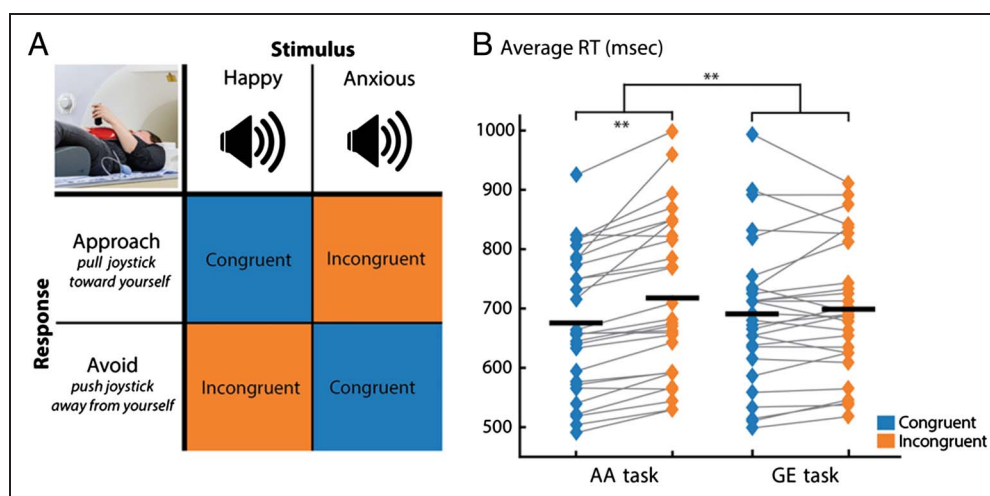 A
Stimulus
Happy
Anxious
Response
Approach
pull joystick
toward yourself
Congruent
Incongruent
Avoid
push joystick
away from yourself
Incongruent
Congruent
B
Average RT (msec)
**
**
1000
900
800
700
600
500
AA task
GE task
Congruent
Incongruent